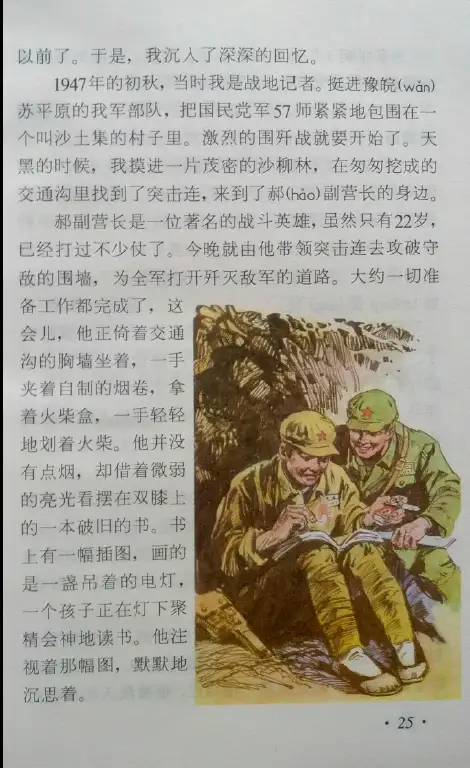 以前了。于是，我沉入了深深的回忆。
1947年的初秋，当时我是战地记者。挺进豫皖(wǎn)
苏平原的我军部队，把国民党军57师紧紧地包围在一
个叫沙土集的村子里。激烈的围歼战就要开始了。天
黑的时候，我摸进一片茂密的沙柳林，在匆匆挖成的
交通沟里找到了突击连，来到了郝(hǎo)副营长的身边。
郝副营长是一位著名的战斗英雄，虽然只有22岁，
已经打过不少仗了。今晚就由他带领突击连去攻破守
敌的围墙，为全军打开歼灭敌军的道路。大约一切准
备工作都完成了，这
会儿，他正倚着交通
沟的胸墙坐着，一手
夹着自制的烟卷，拿
着火柴盒，一手轻轻
地划着火柴。他并没
有点烟，却借着微弱
的亮光看摆在双膝上
的一本破旧的书。书
上有一幅插图，画的
是一盏吊着的电灯，
一个孩子正在灯下聚
精会神地读书。他注
视着那幅图，默默地
沉思着。
· 25 ·